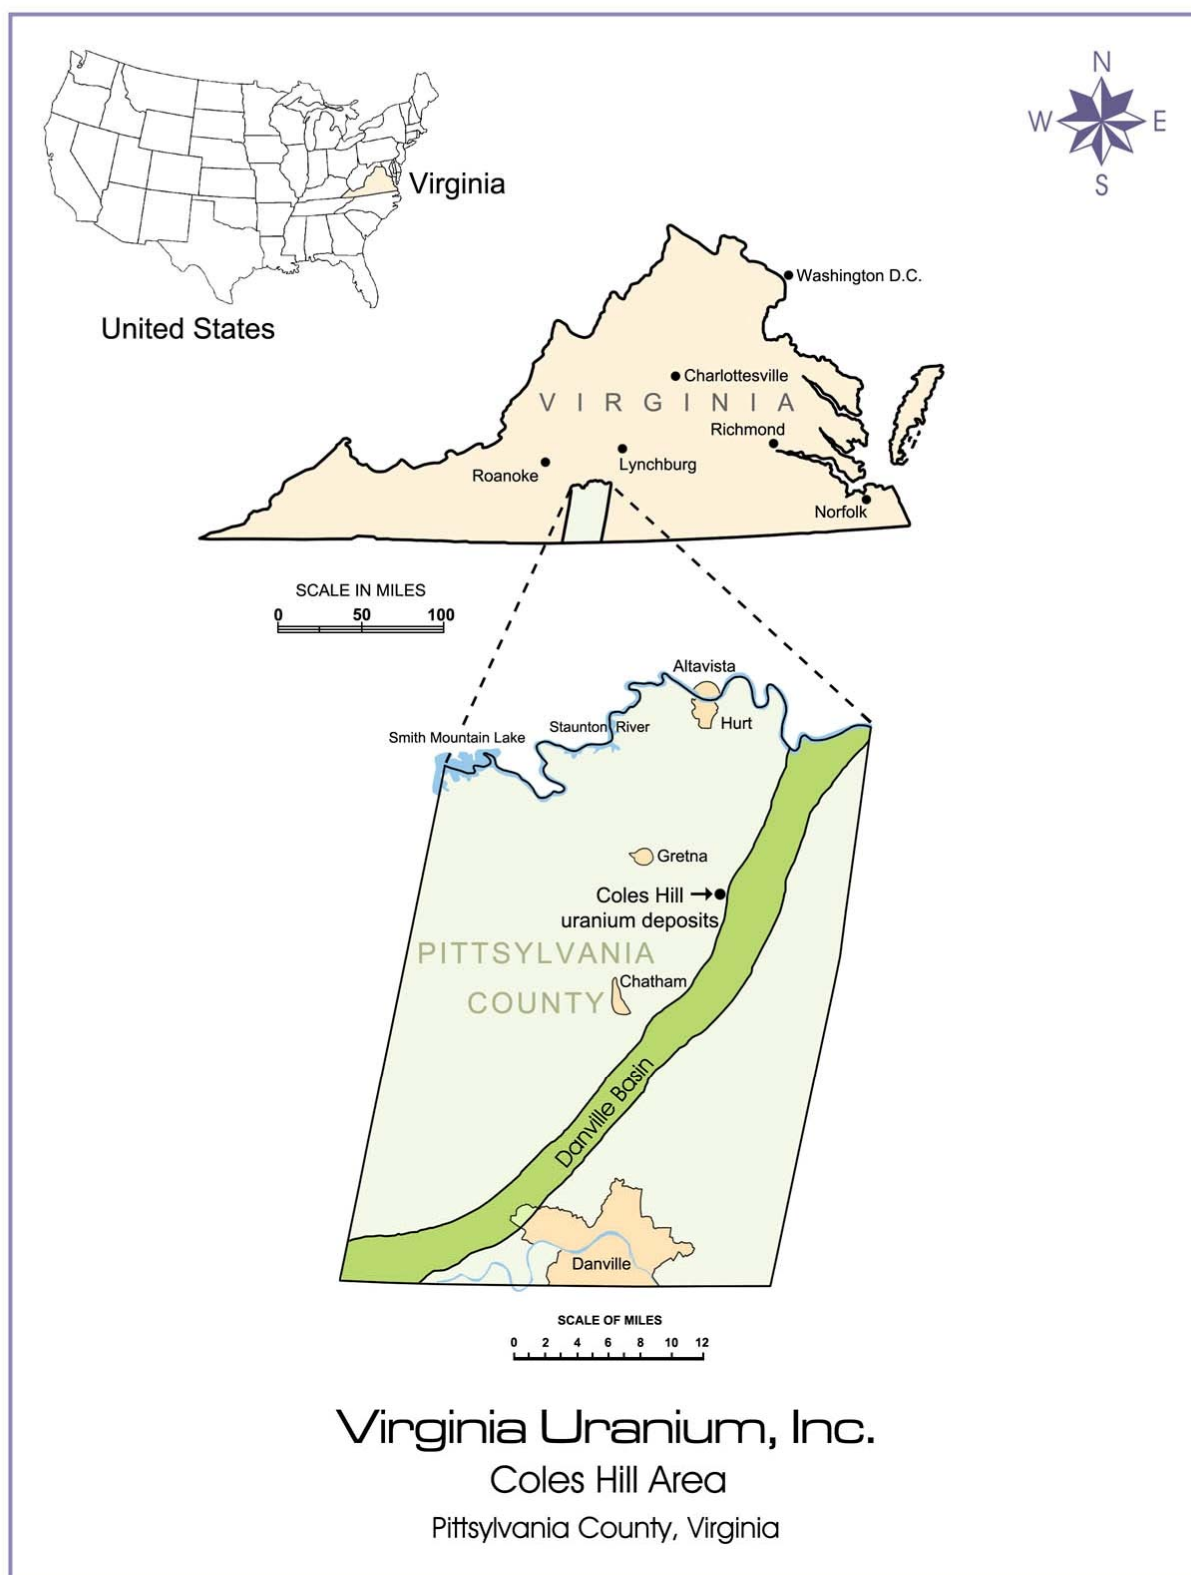 N
W E
S
Virginia
United States
Washington D.C.
Charlottesville
VIRGINIA
Richmond
Lynchburg
Roanoke
Norfolk
SCALE IN MILES
0 50 100
Altavista
Hurt
Staunton River
Smith Mountain Lake
Gretna
Coles Hill
uranium deposits
PITTSYLVANIA
COUNTY
Chatham
Danville Basin
Danville
SCALE OF MILES
0 2 4 6 8 10 12
Virginia Uranium, Inc.
Coles Hill Area
Pittsylvania County, Virginia